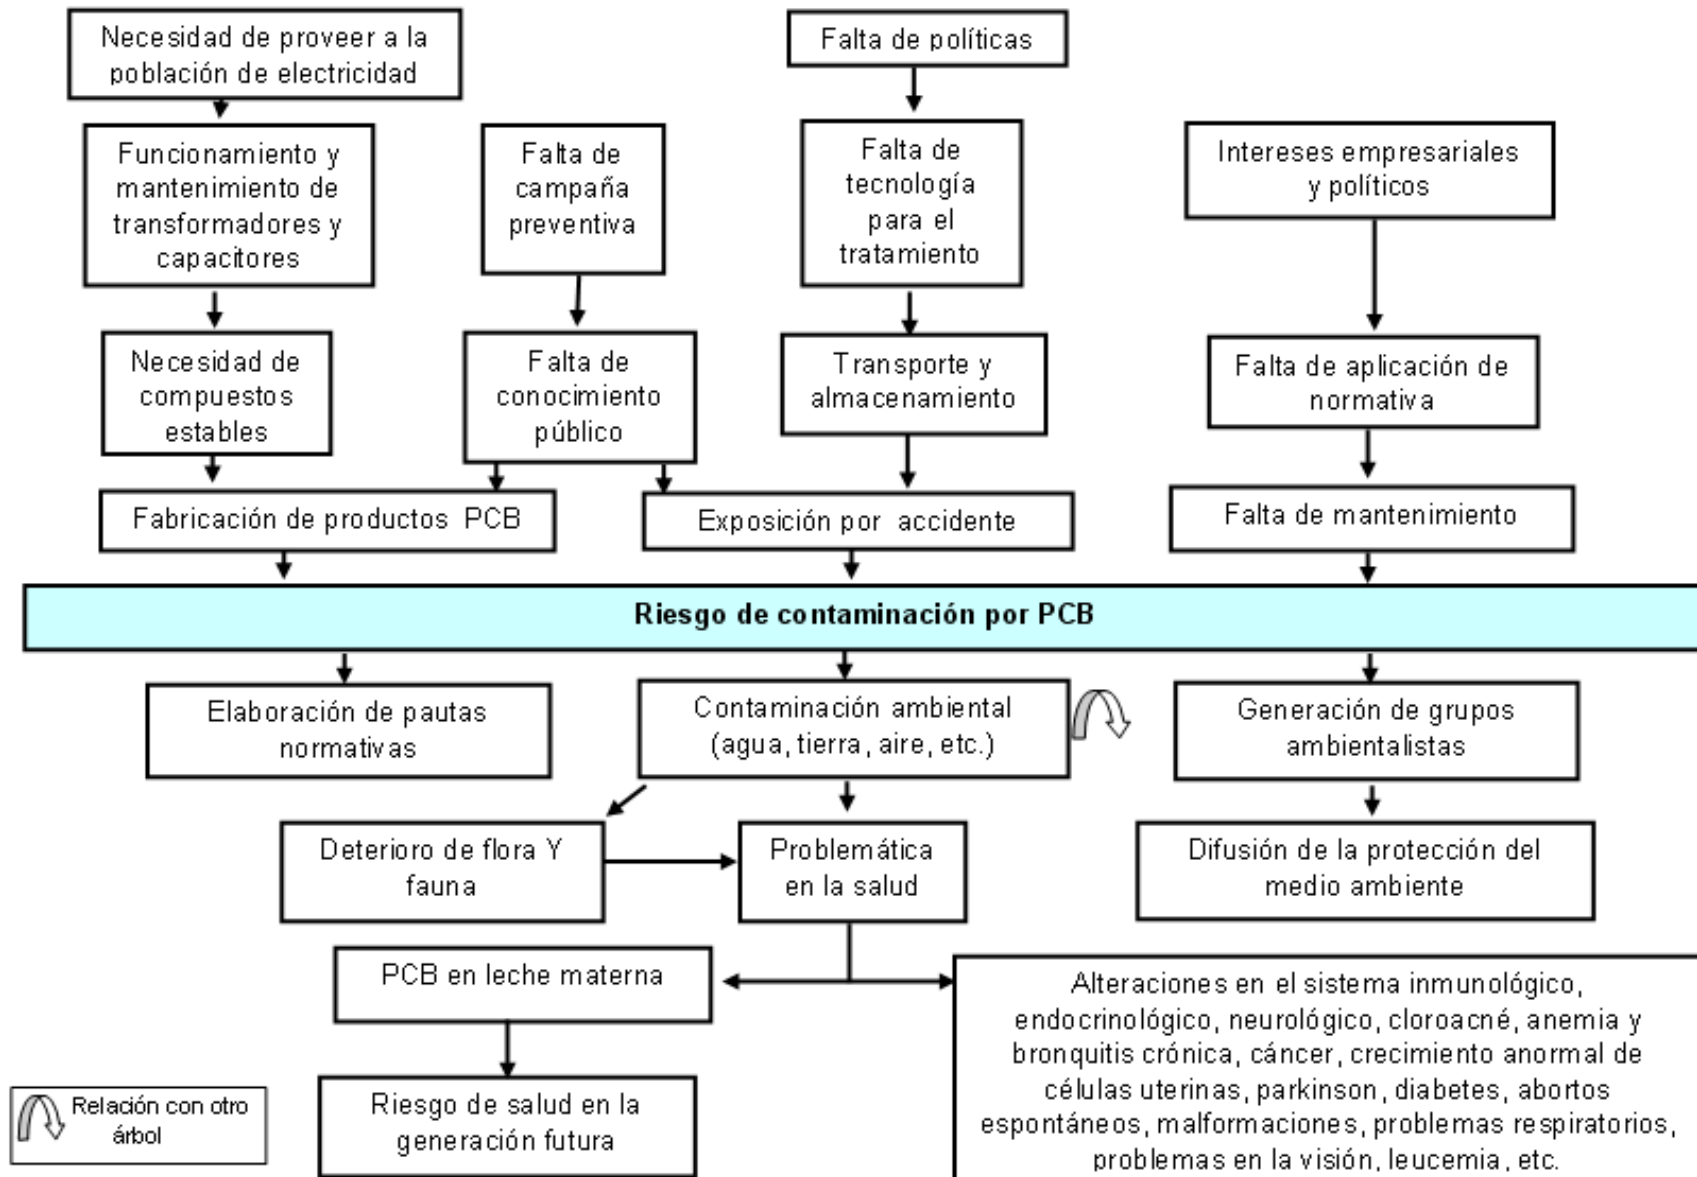 Necesidad de proveer a la
población de electricidad
Falta de políticas
Funcionamiento y
mantenimiento de
transformadores y
capacitores
Falta de
campaña
preventiva
Falta de
tecnología
para el
tratamiento
Intereses empresariales
y políticos
Necesidad de
compuestos
estables
Falta de
conocimiento
público
Transporte y
almacenamiento
Falta de aplicación de
normativa
Fabricación de productos PCB
Exposición por accidente
Falta de mantenimiento
Riesgo de contaminación por PCB
Elaboración de pautas
normativas
Contaminación ambiental
(agua, tierra, aire, etc.)
Generación de grupos
ambientalistas
Deterioro de flora Y
fauna
Problemática
en la salud
Difusión de la protección del
medio ambiente
PCB en leche materna
Alteraciones en el sistema inmunológico,
endocrinológico, neurológico, cloroacné, anemia y
bronquitis crónica, cáncer, crecimiento anormal de
células uterinas, parkinson, diabetes, abortos
espontáneos, malformaciones, problemas respiratorios,
problemas en la visión, leucemia, etc.
Riesgo de salud en la
generación futura
Relación con otro
árbol